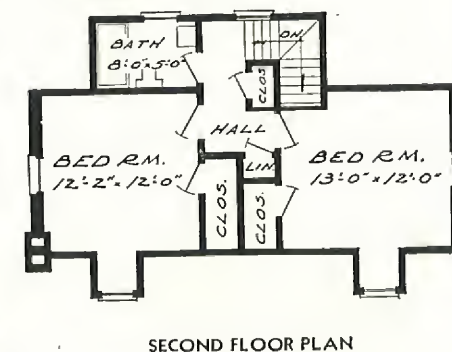 BATH
8'-0"x5'-0"
DN.
CLOS
HALL
BED RM.
12'-2"x12'-0"
LIN.
BED RM.
13'-0"x12'-0"
CLOS.
CLOS.
SECOND FLOOR PLAN